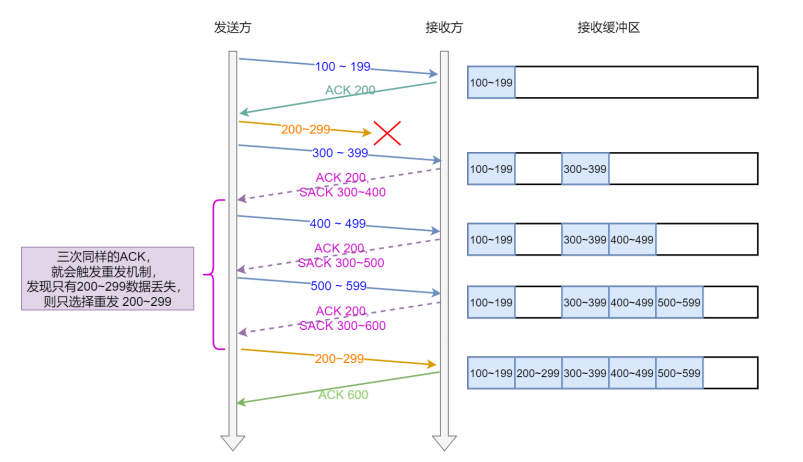 发送方
接收方
接收缓冲区
100 ~ 199
100~199
ACK 200
200~299
300 ~ 399
100~199
300~399
ACK 200,
SACK 300~400
400 ~ 499
100~199
300~399
400~499
ACK 200,
SACK 300~500
三次同样的ACK，
就会触发重发机制，
发现只有200~299数据丢失，
则只选择重发 200~299
500 ~ 599
100~199
300~399
400~499
500~599
ACK 200,
SACK 300~600
200~299
100~199
200~299
300~399
400~499
500~599
ACK 600